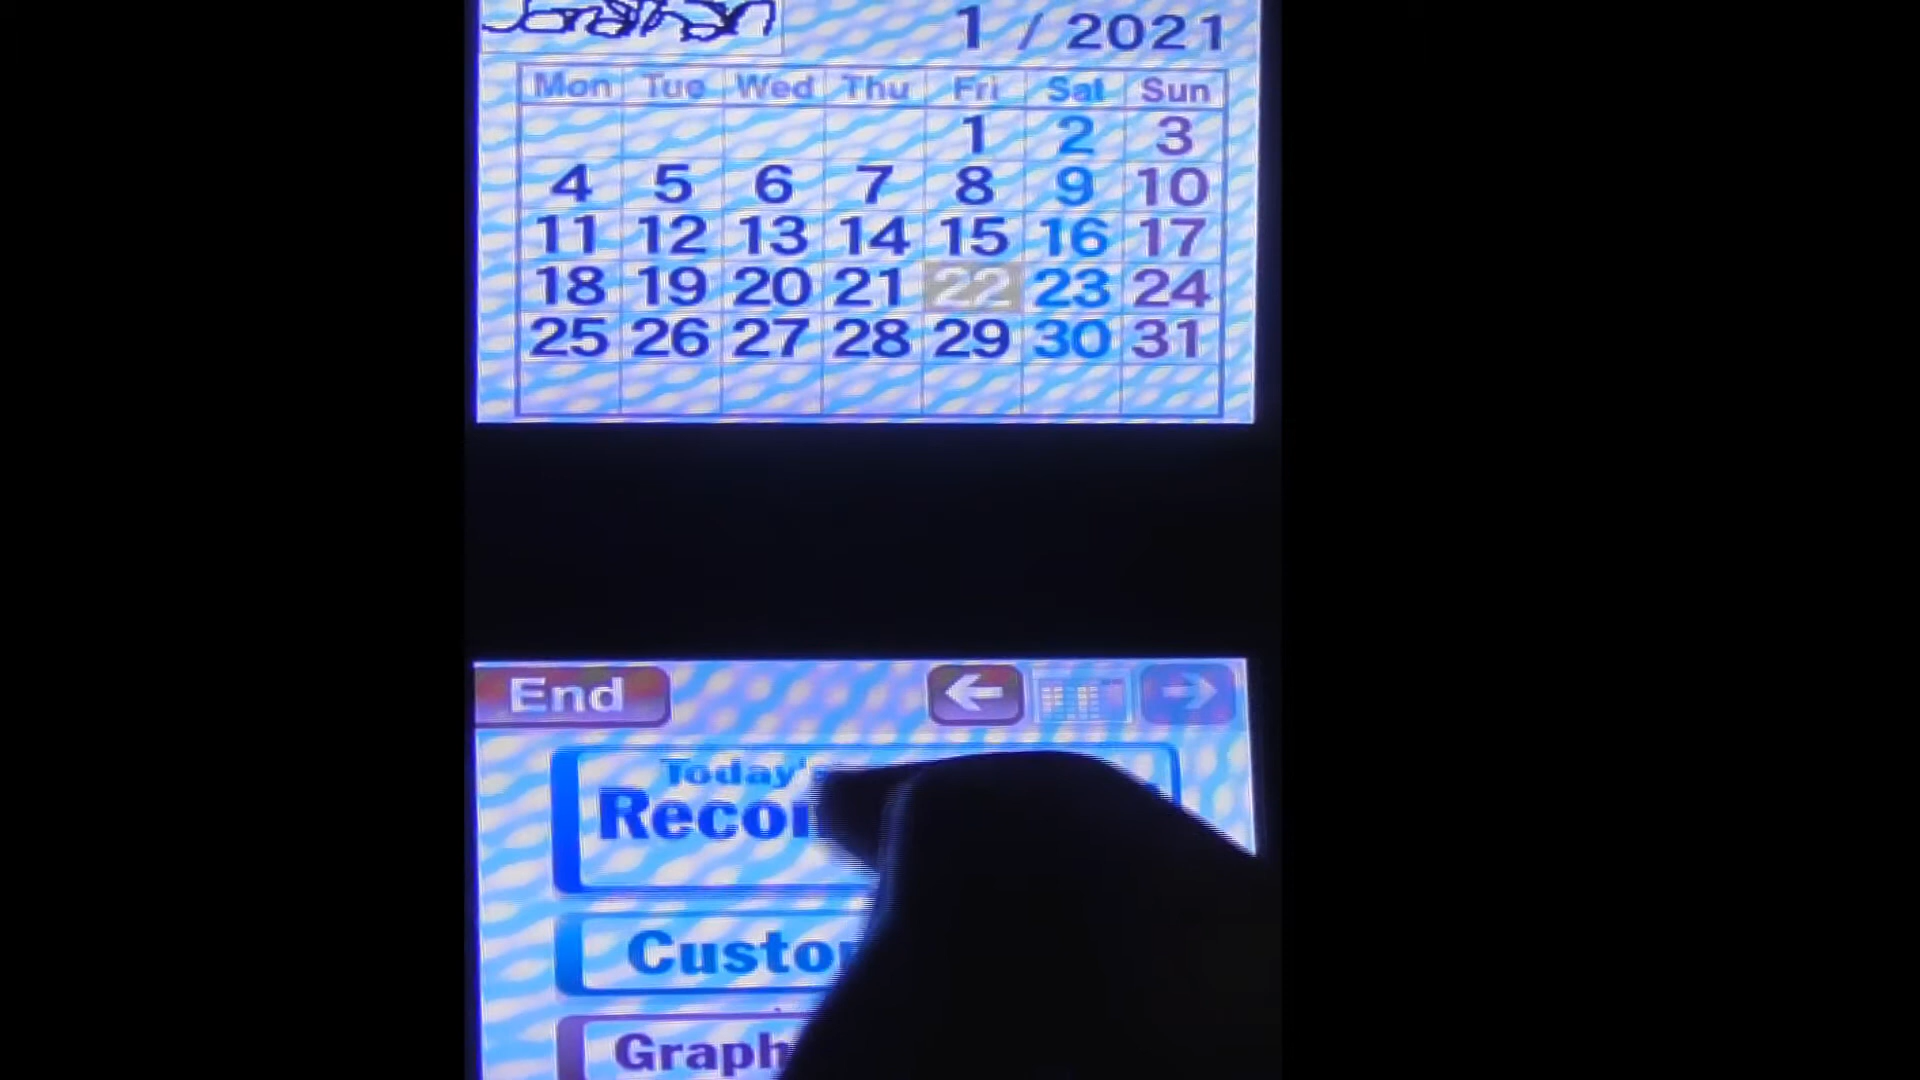 Jonathan 1 / 2021
Mon Tue Wed Thu Fri Sat Sun
1 2 3
4 5 6 7 8 9 10
11 12 13 14 15 16 17
18 19 20 21 22 23 24
25 26 27 28 29 30 31
End
Today's
Graph